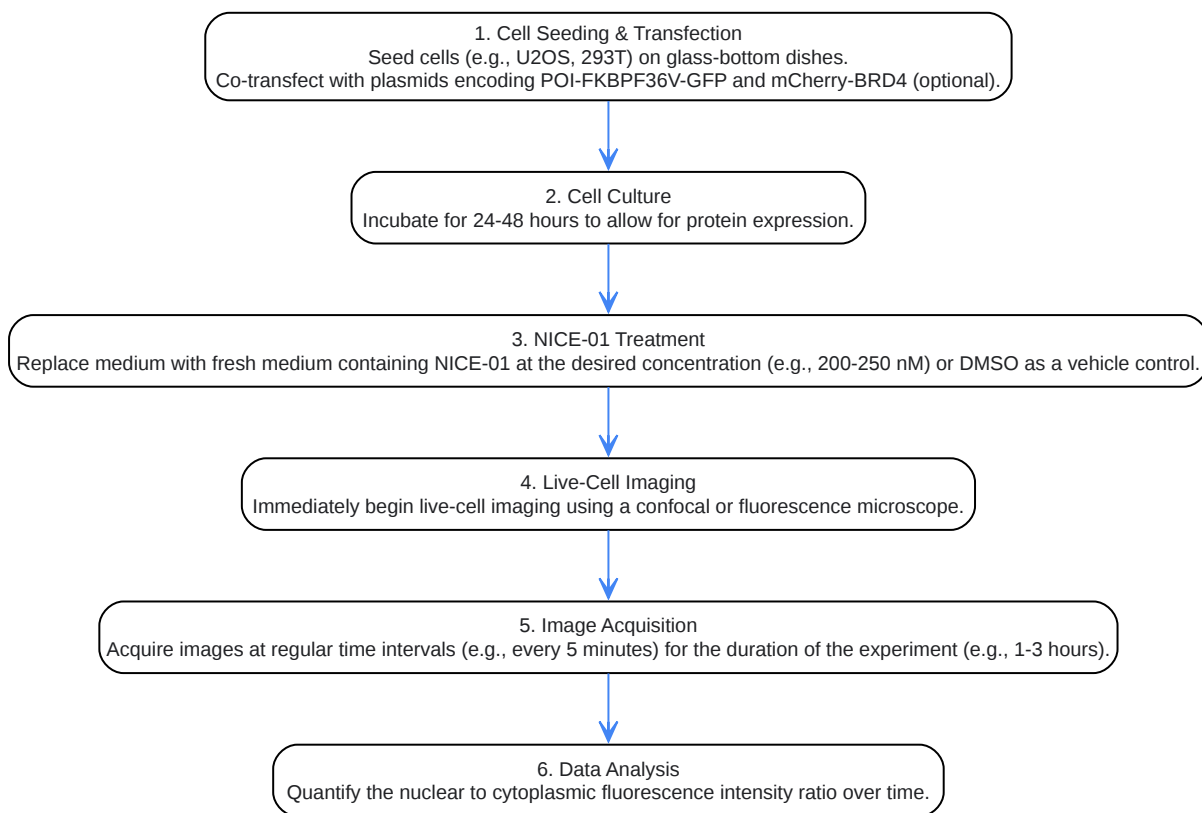 1. Cell Seeding & Transfection
Seed cells (e.g., U2OS, 293T) on glass-bottom dishes.
Co-transfect with plasmids encoding POI-FKBPF36V-GFP and mCherry-BRD4 (optional).
2. Cell Culture
Incubate for 24-48 hours to allow for protein expression.
3. NICE-01 Treatment
Replace medium with fresh medium containing NICE-01 at the desired concentration (e.g., 200-250 nM) or DMSO as a vehicle control.
4. Live-Cell Imaging
Immediately begin live-cell imaging using a confocal or fluorescence microscope.
5. Image Acquisition
Acquire images at regular time intervals (e.g., every 5 minutes) for the duration of the experiment (e.g., 1-3 hours).
6. Data Analysis
Quantify the nuclear to cytoplasmic fluorescence intensity ratio over time.